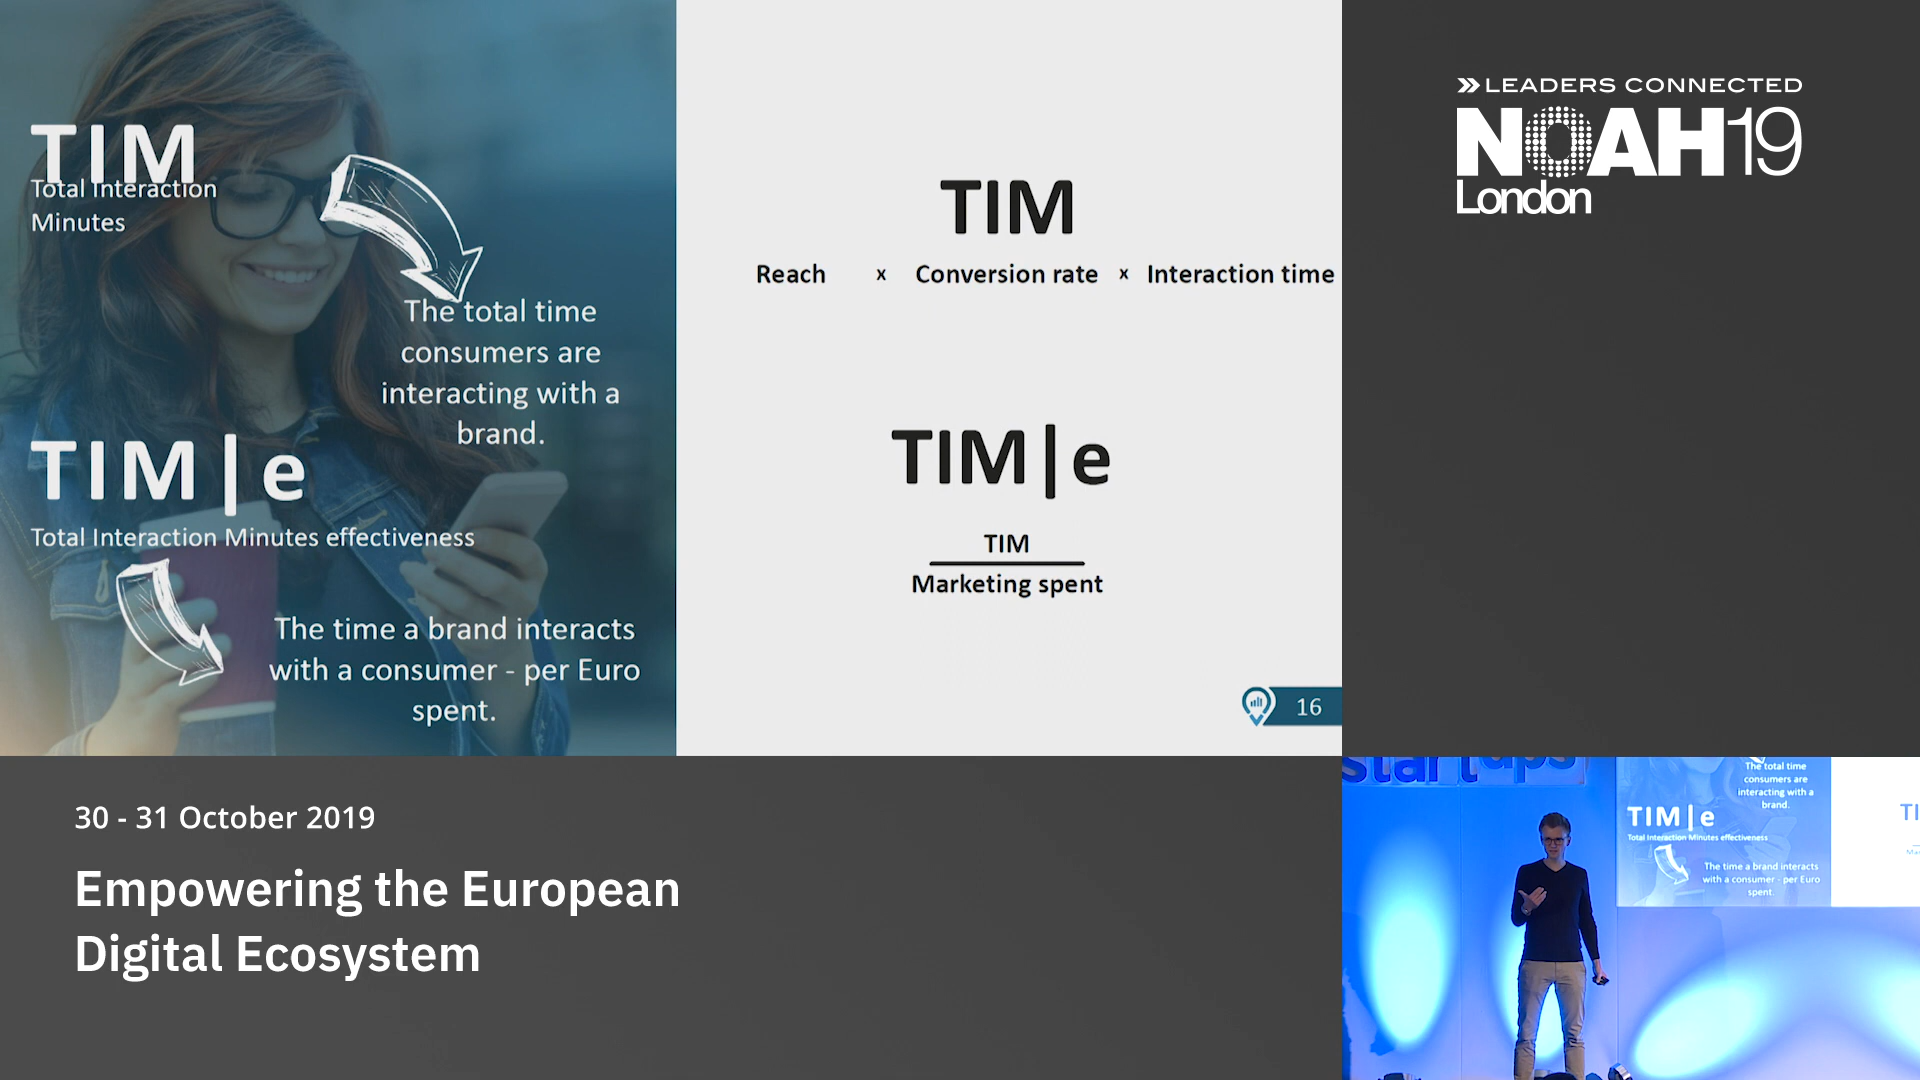 TIM
Total Interaction
Minutes
The total time
consumers are
interacting with a
brand.
TIM|e
Total Interaction Minutes effectiveness
The time a brand interacts
with a consumer - per Euro
spent.
TIM
Reach x Conversion rate x Interaction time
TIM|e
TIM
Marketing spent
16
LEADERS CONNECTED
NOAH19
London
30 - 31 October 2019
Empowering the European
Digital Ecosystem
startups
The total time
consumers are
interacting with a
brand.
TIM|e
Total Interaction Minutes effectiveness
The time a brand interacts
with a consumer - per Euro
spent.